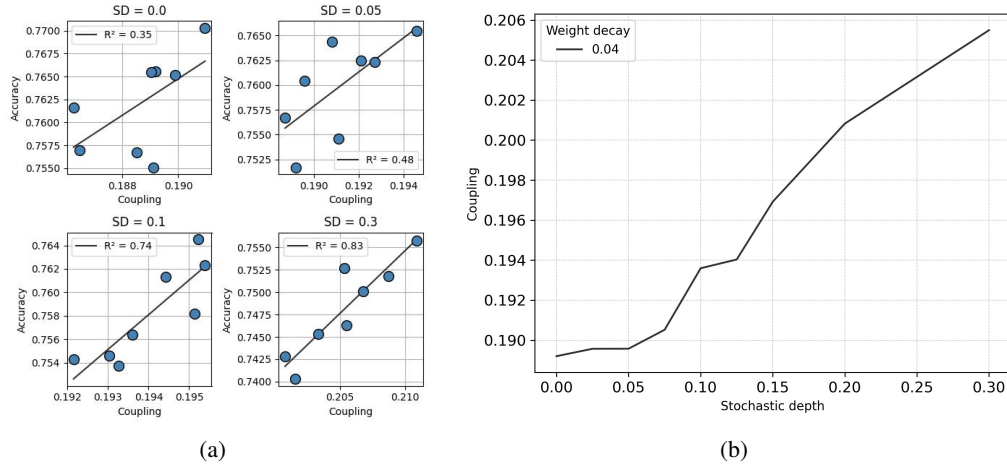 SD = 0.0
0.7700
0.7675
0.7650
0.7625
0.7600
0.7575
0.7550
Accuracy
R² = 0.35
0.188
0.190
Coupling
SD = 0.05
0.7650
0.7625
0.7600
0.7575
0.7550
0.7525
Accuracy
R² = 0.48
0.190
0.192
0.194
Coupling
SD = 0.1
0.764
0.762
0.760
0.758
0.756
0.754
Accuracy
R² = 0.74
0.192
0.193
0.194
0.195
Coupling
SD = 0.3
0.7550
0.7525
0.7500
0.7475
0.7450
0.7425
0.7400
Accuracy
R² = 0.83
0.205
0.210
Coupling
(a)
0.206
0.204
0.202
0.200
0.198
0.196
0.194
0.192
0.190
Coupling
Weight decay
0.04
0.00
0.05
0.10
0.15
0.20
0.25
0.30
Stochastic depth
(b)